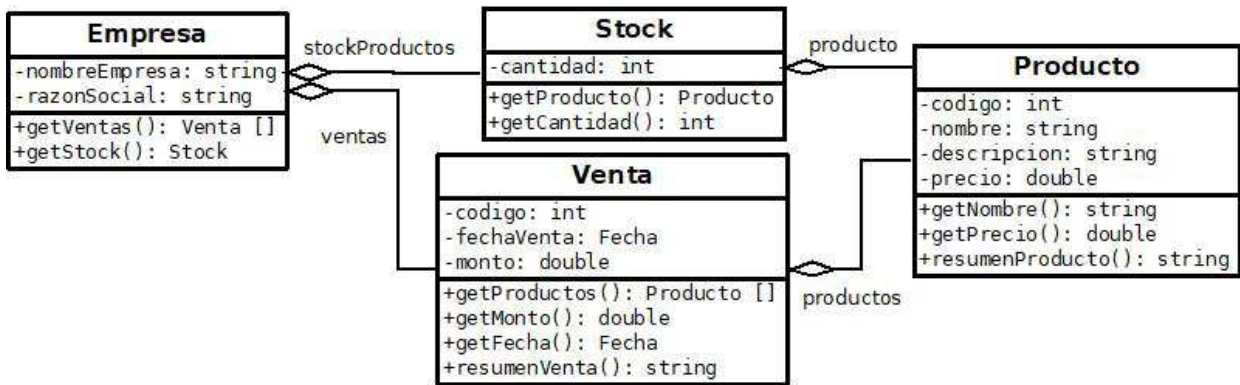 Empresa
-nombreEmpresa: string
-razonSocial: string
+getVentas(): Venta []
+getStock(): Stock
stockProductos
ventas
Stock
-cantidad: int
+getProducto(): Producto
+getCantidad(): int
producto
Venta
-codigo: int
-fechaVenta: Fecha
-monto: double
+getProductos(): Producto []
+getMonto(): double
+getFecha(): Fecha
+resumenVenta(): string
productos
Producto
-codigo: int
-nombre: string
-descripcion: string
-precio: double
+getNombre(): string
+getPrecio(): double
+resumenProducto(): string